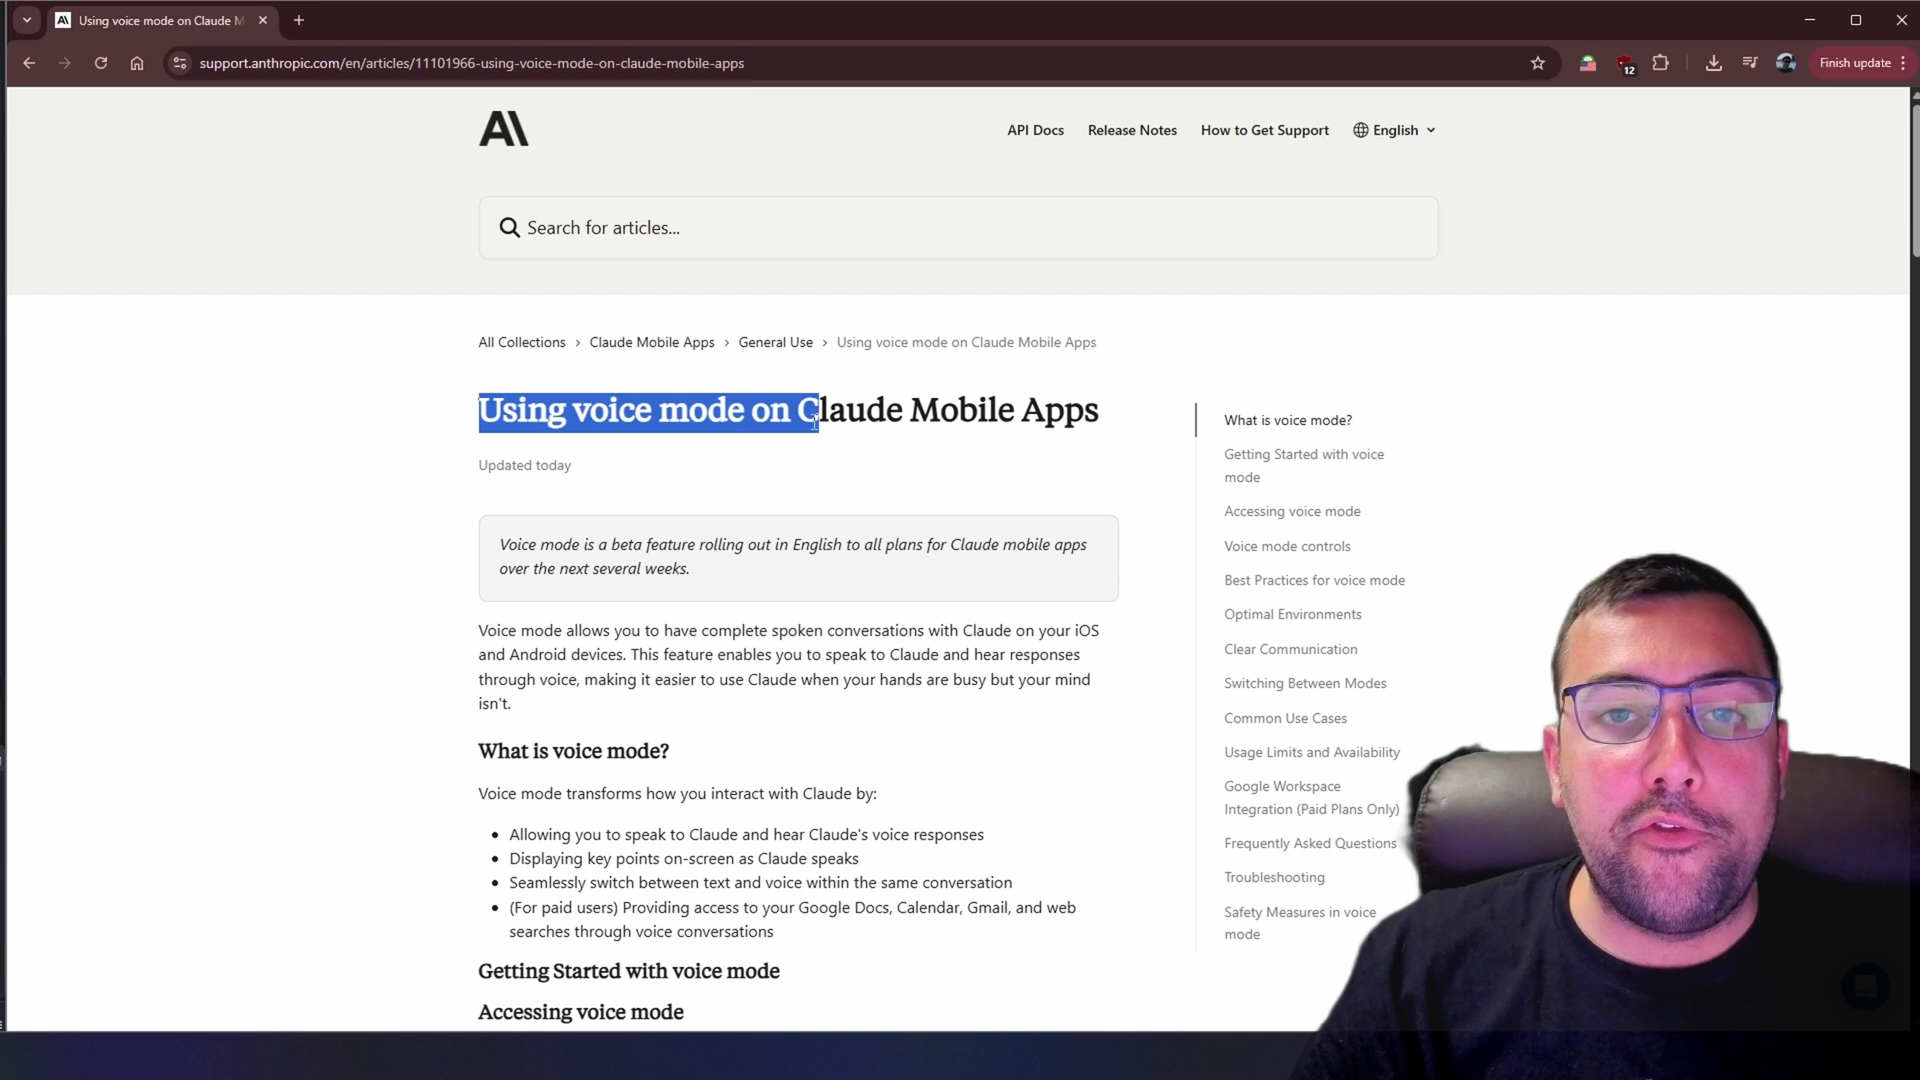 Using voice mode on Claude M
support.anthropic.com/en/articles/11101966-using-voice-mode-on-claude-mobile-apps
12
Finish update
API Docs
Release Notes
How to Get Support
English
Search for articles...
All Collections
Claude Mobile Apps
General Use
Using voice mode on Claude Mobile Apps
Using voice mode on Claude Mobile Apps
Updated today
Voice mode is a beta feature rolling out in English to all plans for Claude mobile apps
over the next several weeks.
Voice mode allows you to have complete spoken conversations with Claude on your iOS
and Android devices. This feature enables you to speak to Claude and hear responses
through voice, making it easier to use Claude when your hands are busy but your mind
isn't.
What is voice mode?
Voice mode transforms how you interact with Claude by:
Allowing you to speak to Claude and hear Claude's voice responses
Displaying key points on-screen as Claude speaks
Seamlessly switch between text and voice within the same conversation
(For paid users) Providing access to your Google Docs, Calendar, Gmail, and web
searches through voice conversations
Getting Started with voice mode
Accessing voice mode
What is voice mode?
Getting Started with voice
mode
Accessing voice mode
Voice mode controls
Best Practices for voice mode
Optimal Environments
Clear Communication
Switching Between Modes
Common Use Cases
Usage Limits and Availability
Google Workspace
Integration (Paid Plans Only)
Frequently Asked Questions
Troubleshooting
Safety Measures in voice
mode